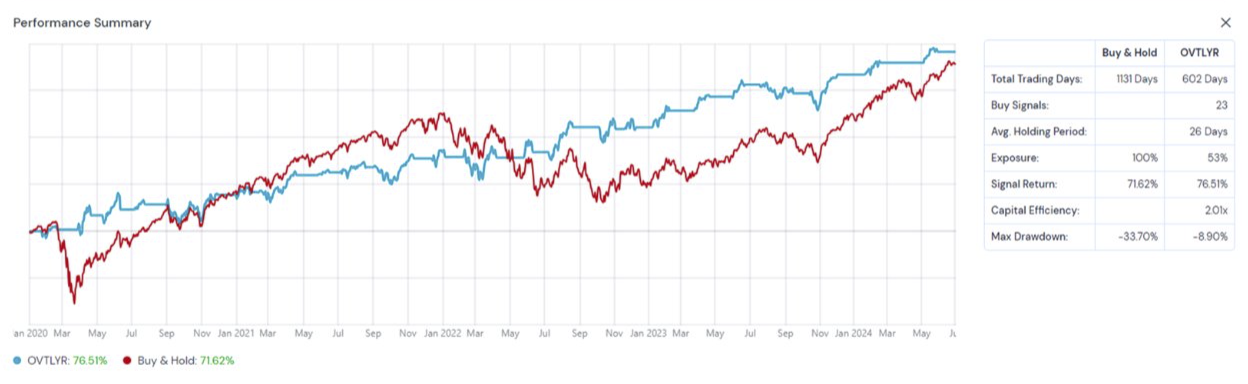 Performance Summary
Buy & Hold OVTLYR
Total Trading Days: 1131 Days 602 Days
Buy Signals: 23
Avg. Holding Period: 26 Days
Exposure: 100% 53%
Signal Return: 71.62% 76.51%
Capital Efficiency: 2.01x
Max Drawdown: -33.70% -8.90%
an 2020 Mar May Jul Sep Nov Jan 2021 Mar May Jul Sep Nov Jan 2022 Mar May Jul Sep Nov Jan 2023 Mar May Jul Sep Nov Jan 2024 Mar May Ju
OVTLYR: 76.51% Buy & Hold: 71.62%